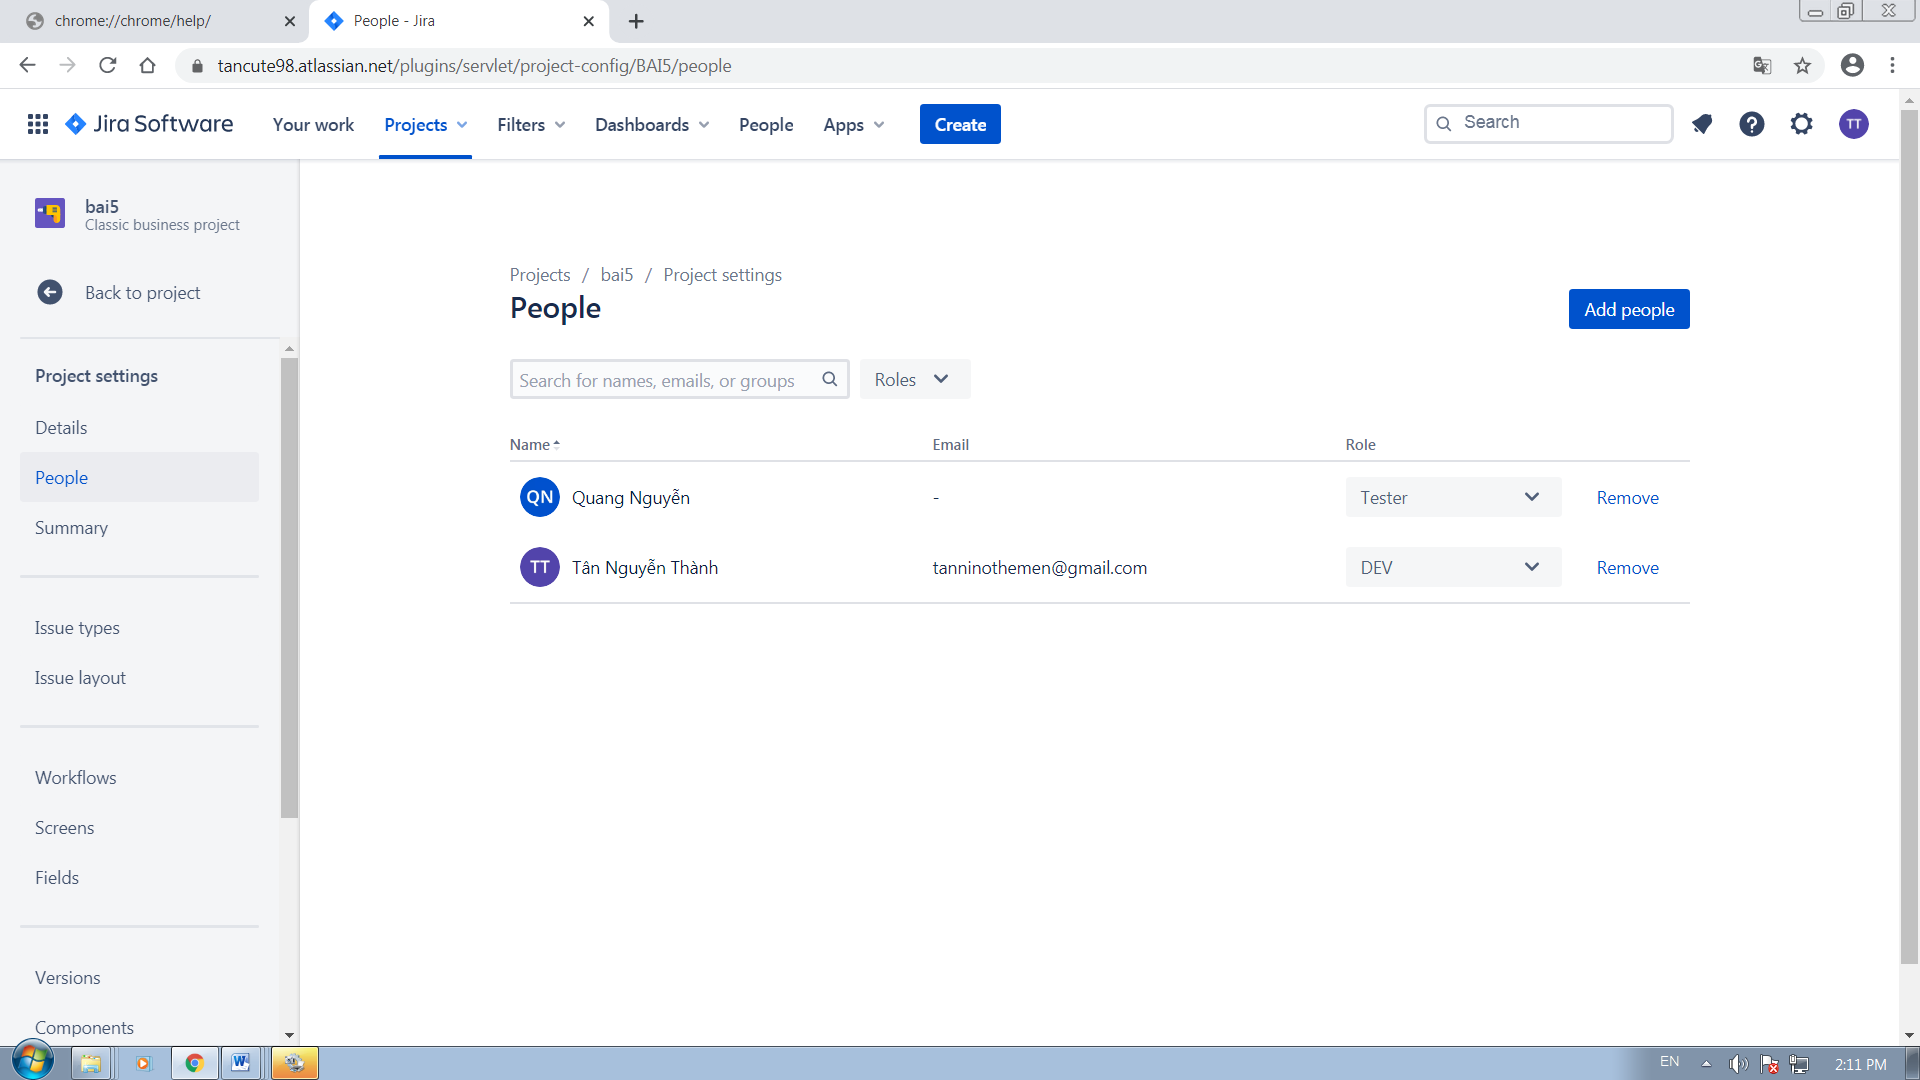 chrome://chrome/help/
People - Jira
tancute98.atlassian.net/plugins/servlet/project-config/BAI5/people
Jira Software
Your work
Projects
Filters
Dashboards
People
Apps
Create
Search
TT
bai5
Classic business project
Back to project
Project settings
Details
People
Summary
Issue types
Issue layout
Workflows
Screens
Fields
Versions
Components
Projects / bai5 / Project settings
People
Add people
Search for names, emails, or groups
Roles
Name Email Role
QN Quang Nguyễn - Tester Remove
TT Tân Nguyễn Thành tanninothemen@gmail.com DEV Remove
EN
2:11 PM